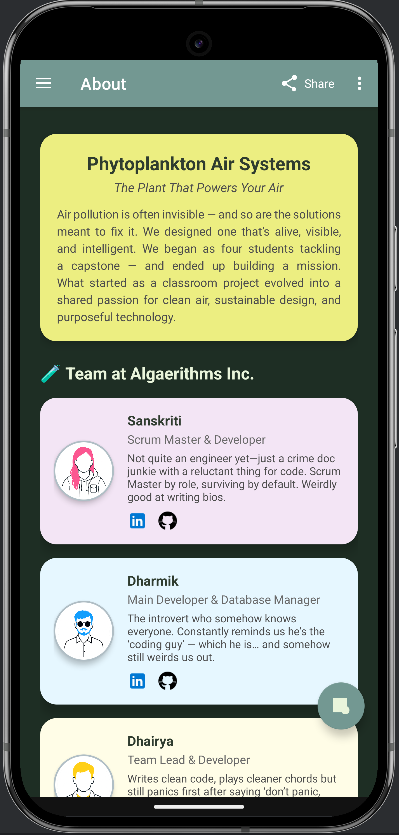 About
Share
Phytoplankton Air Systems
The Plant That Powers Your Air
Air pollution is often invisible — and so are the solutions
meant to fix it. We designed one that's alive, visible,
and intelligent. We began as four students tackling
a capstone — and ended up building a mission.
What started as a classroom project evolved into a
shared passion for clean air, sustainable design, and
purposeful technology.
🧪 Team at Algaerithms Inc.
Sanskriti
Scrum Master & Developer
Not quite an engineer yet—just a crime doc
junkie with a reluctant thing for code. Scrum
Master by role, surviving by default. Weirdly
good at writing bios.
in
Dharmik
Main Developer & Database Manager
The introvert who somehow knows
everyone. Constantly reminds us he's the
'coding guy' — which he is… and somehow
still weirds us out.
in
Dhairya
Team Lead & Developer
Writes clean code, plays cleaner chords but
still panics first after saying 'don't panic,